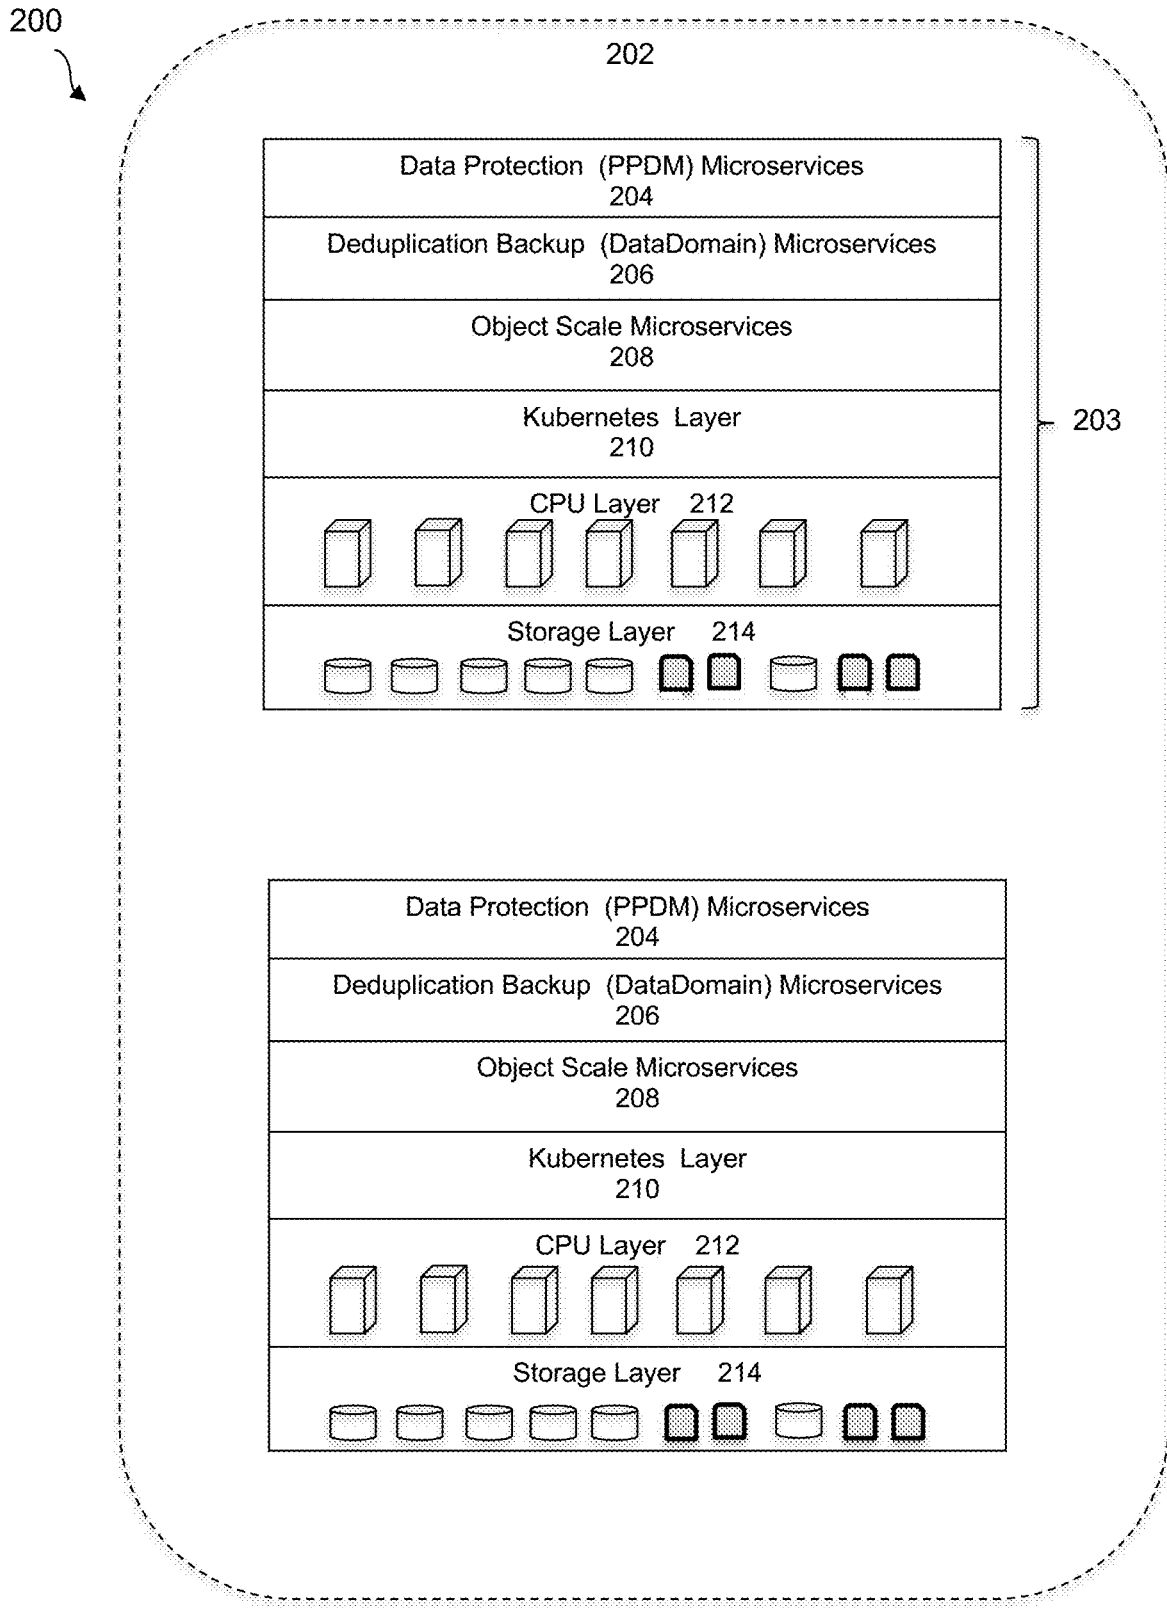 200
202
Data Protection (PPDM) Microservices
204
Deduplication Backup (DataDomain) Microservices
206
Object Scale Microservices
208
Kubernetes Layer
210
203
CPU Layer 212
Storage Layer 214
Data Protection (PPDM) Microservices
204
Deduplication Backup (DataDomain) Microservices
206
Object Scale Microservices
208
Kubernetes Layer
210
CPU Layer 212
Storage Layer 214